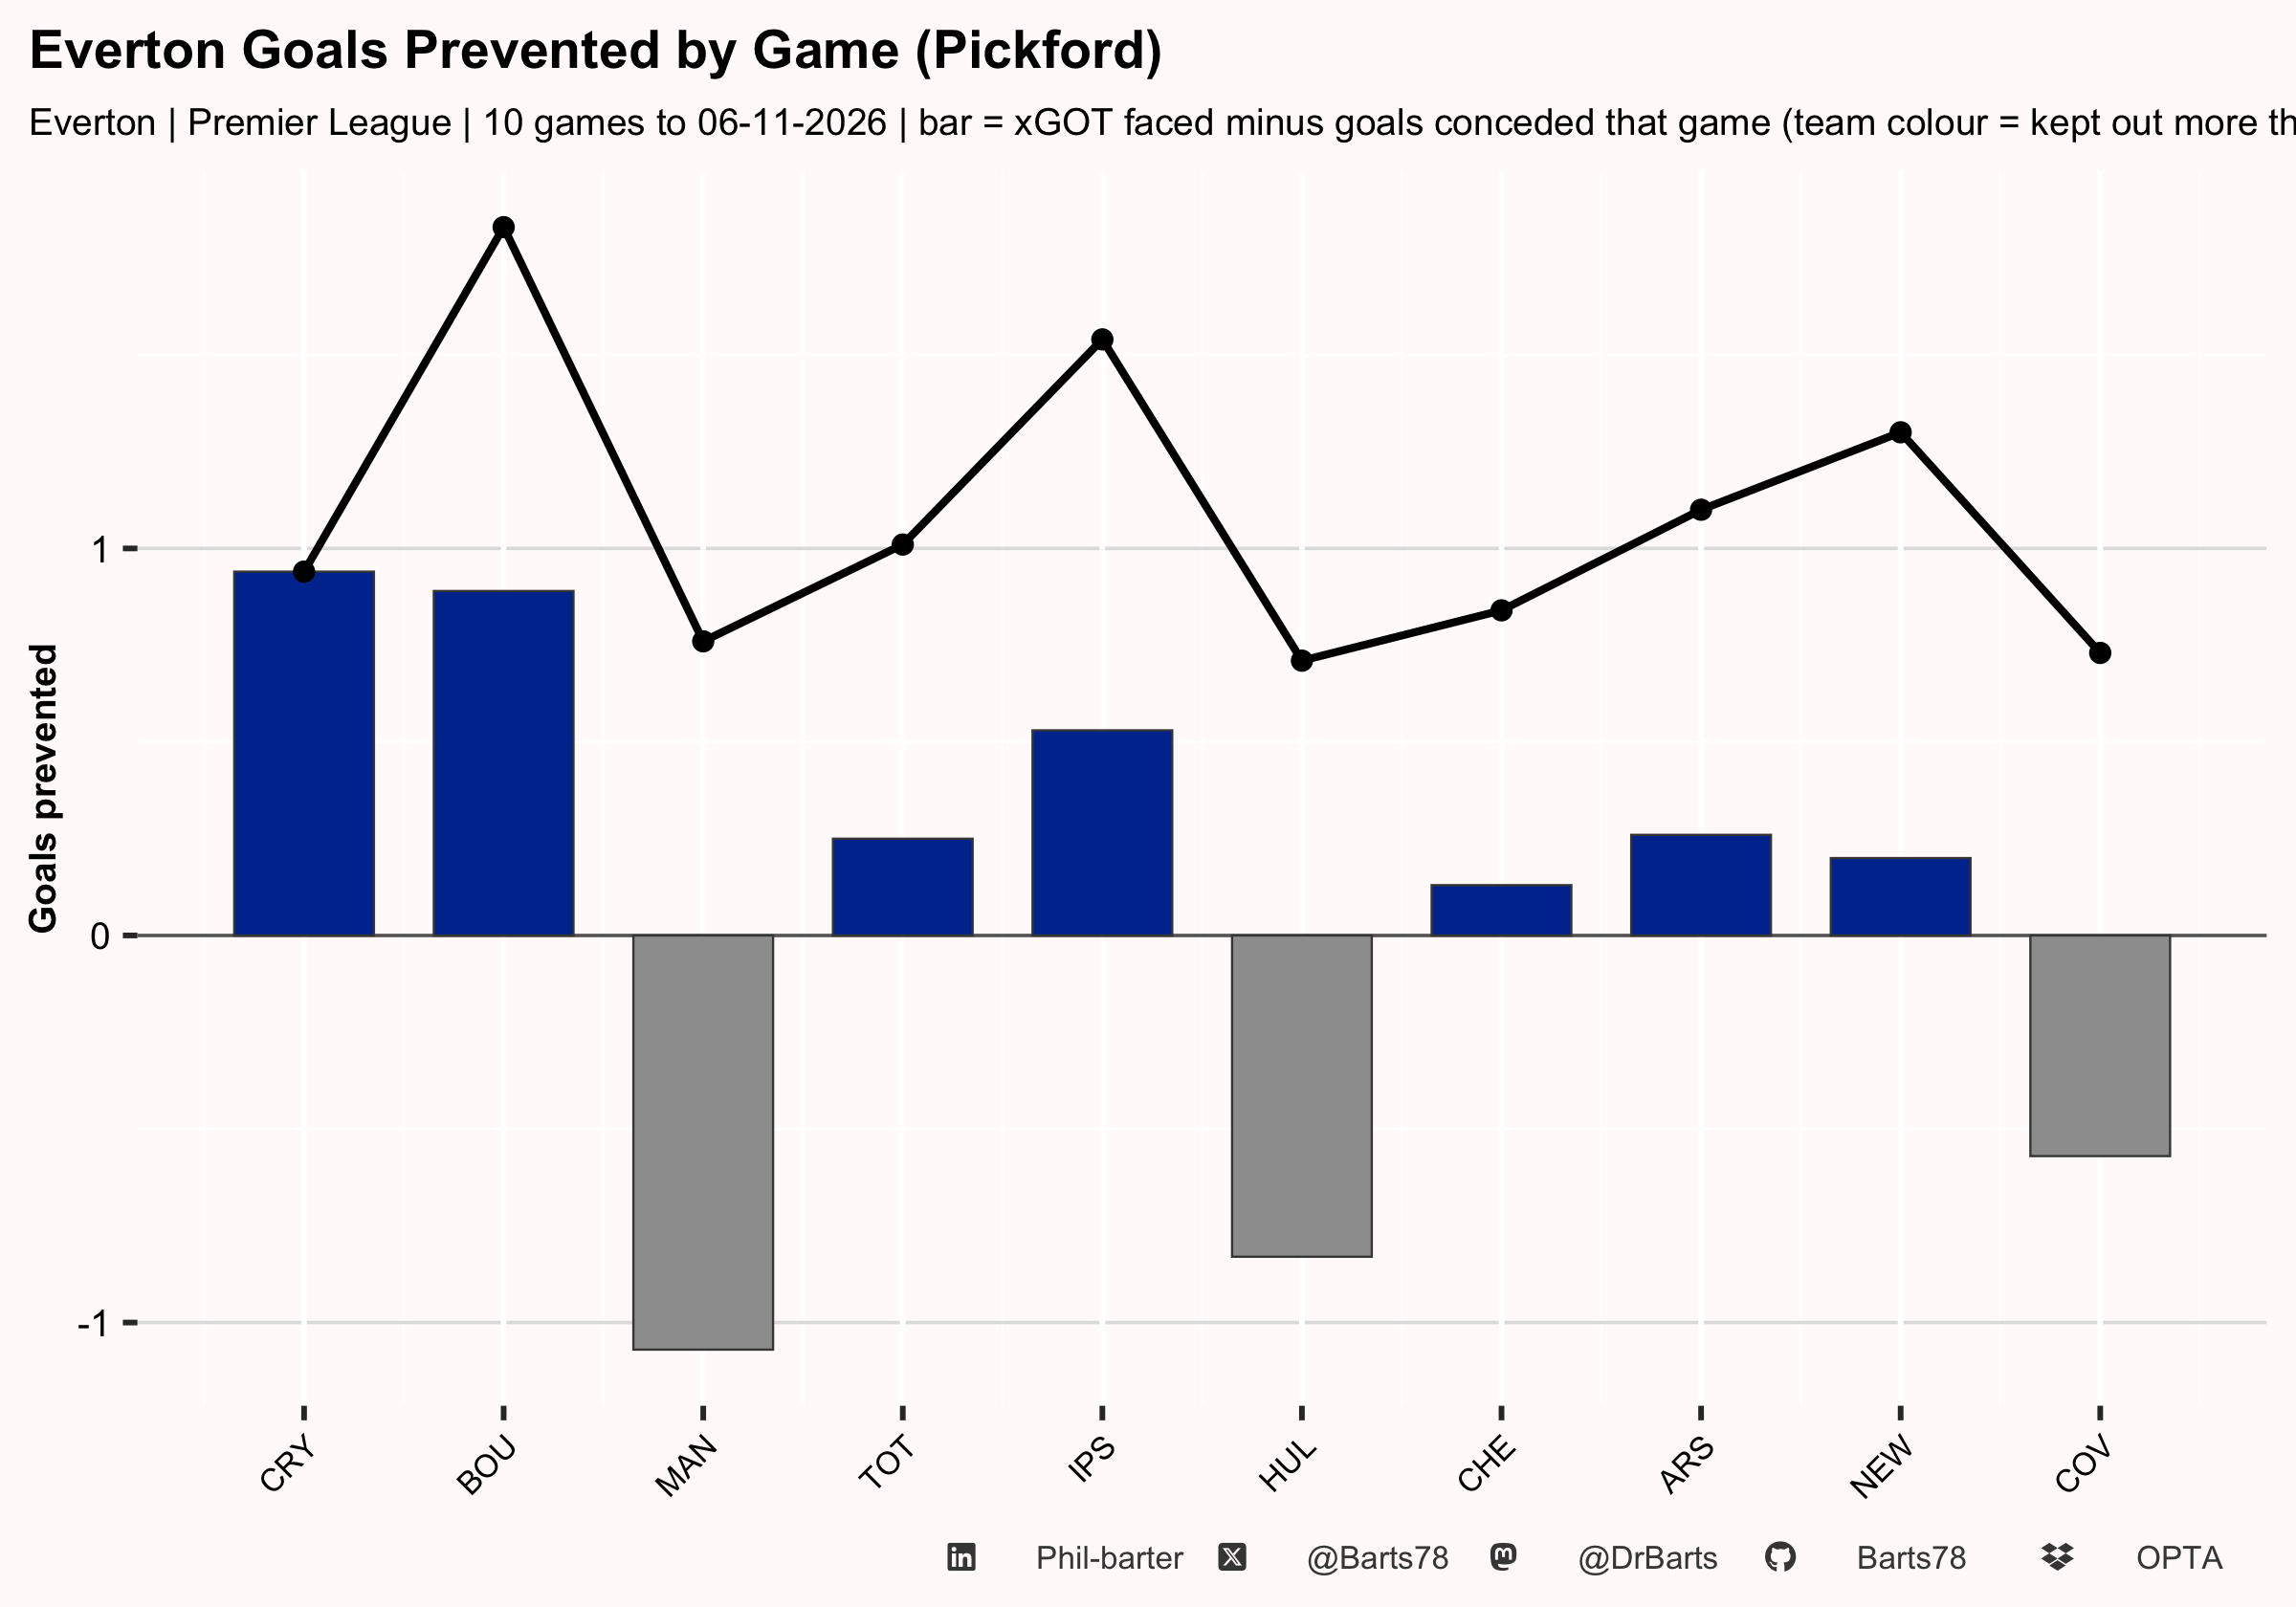 Everton Goals Prevented by Game (Pickford)
Everton | Premier League | 10 games to 06-11-2026 | bar = xGOT faced minus goals conceded that game (team colour = kept out more th
Goals prevented
1
0
-1
CRY
BOU
MAN
TOT
IPS
HUL
CHE
ARS
NEW
COV
Phil-barter @Barts78 @DrBarts Barts78 OPTA